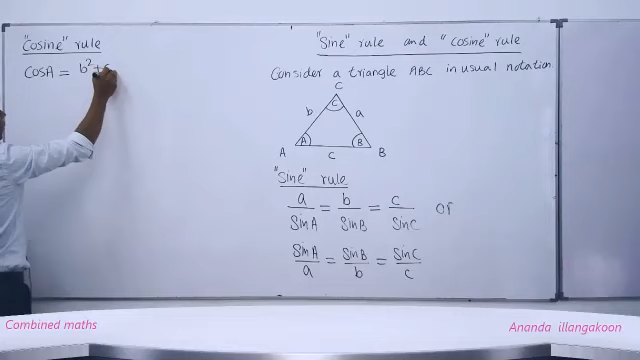 "Cosine" rule
CosA = b² +
"Sine" rule and "Cosine" rule
Consider a triangle ABC in usual notation
C
C
b a
A B
A B
c
"Sine" rule
a/SinA = b/SinB = c/SinC or
SinA/a = SinB/b = SinC/c
Combined maths
Ananda illangakoon